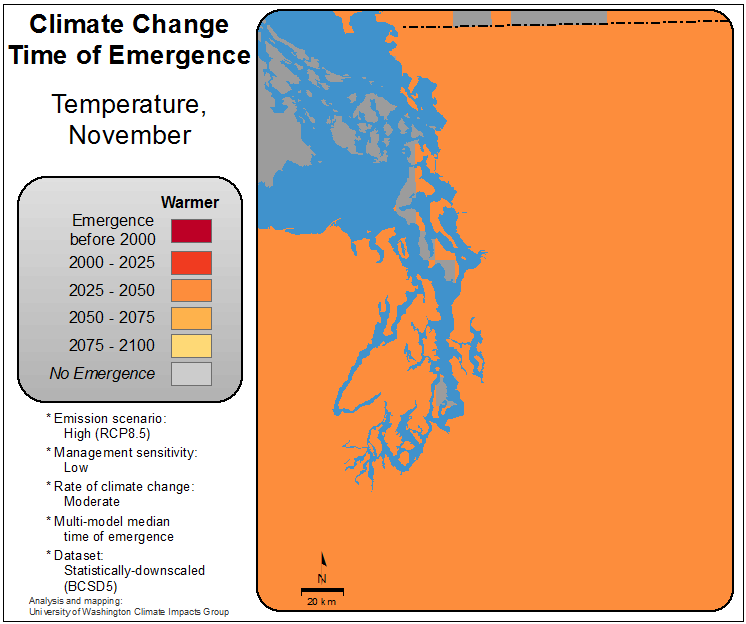 Climate Change
Time of Emergence
Temperature,
November
Warmer
Emergence
before 2000
2000 - 2025
2025 - 2050
2050 - 2075
2075 - 2100
No Emergence
* Emission scenario:
High (RCP8.5)
* Management sensitivity:
Low
* Rate of climate change:
Moderate
* Multi-model median
time of emergence
* Dataset:
Statistically-downscaled
(BCSD5)
Analysis and mapping:
University of Washington Climate Impacts Group
N
20 km